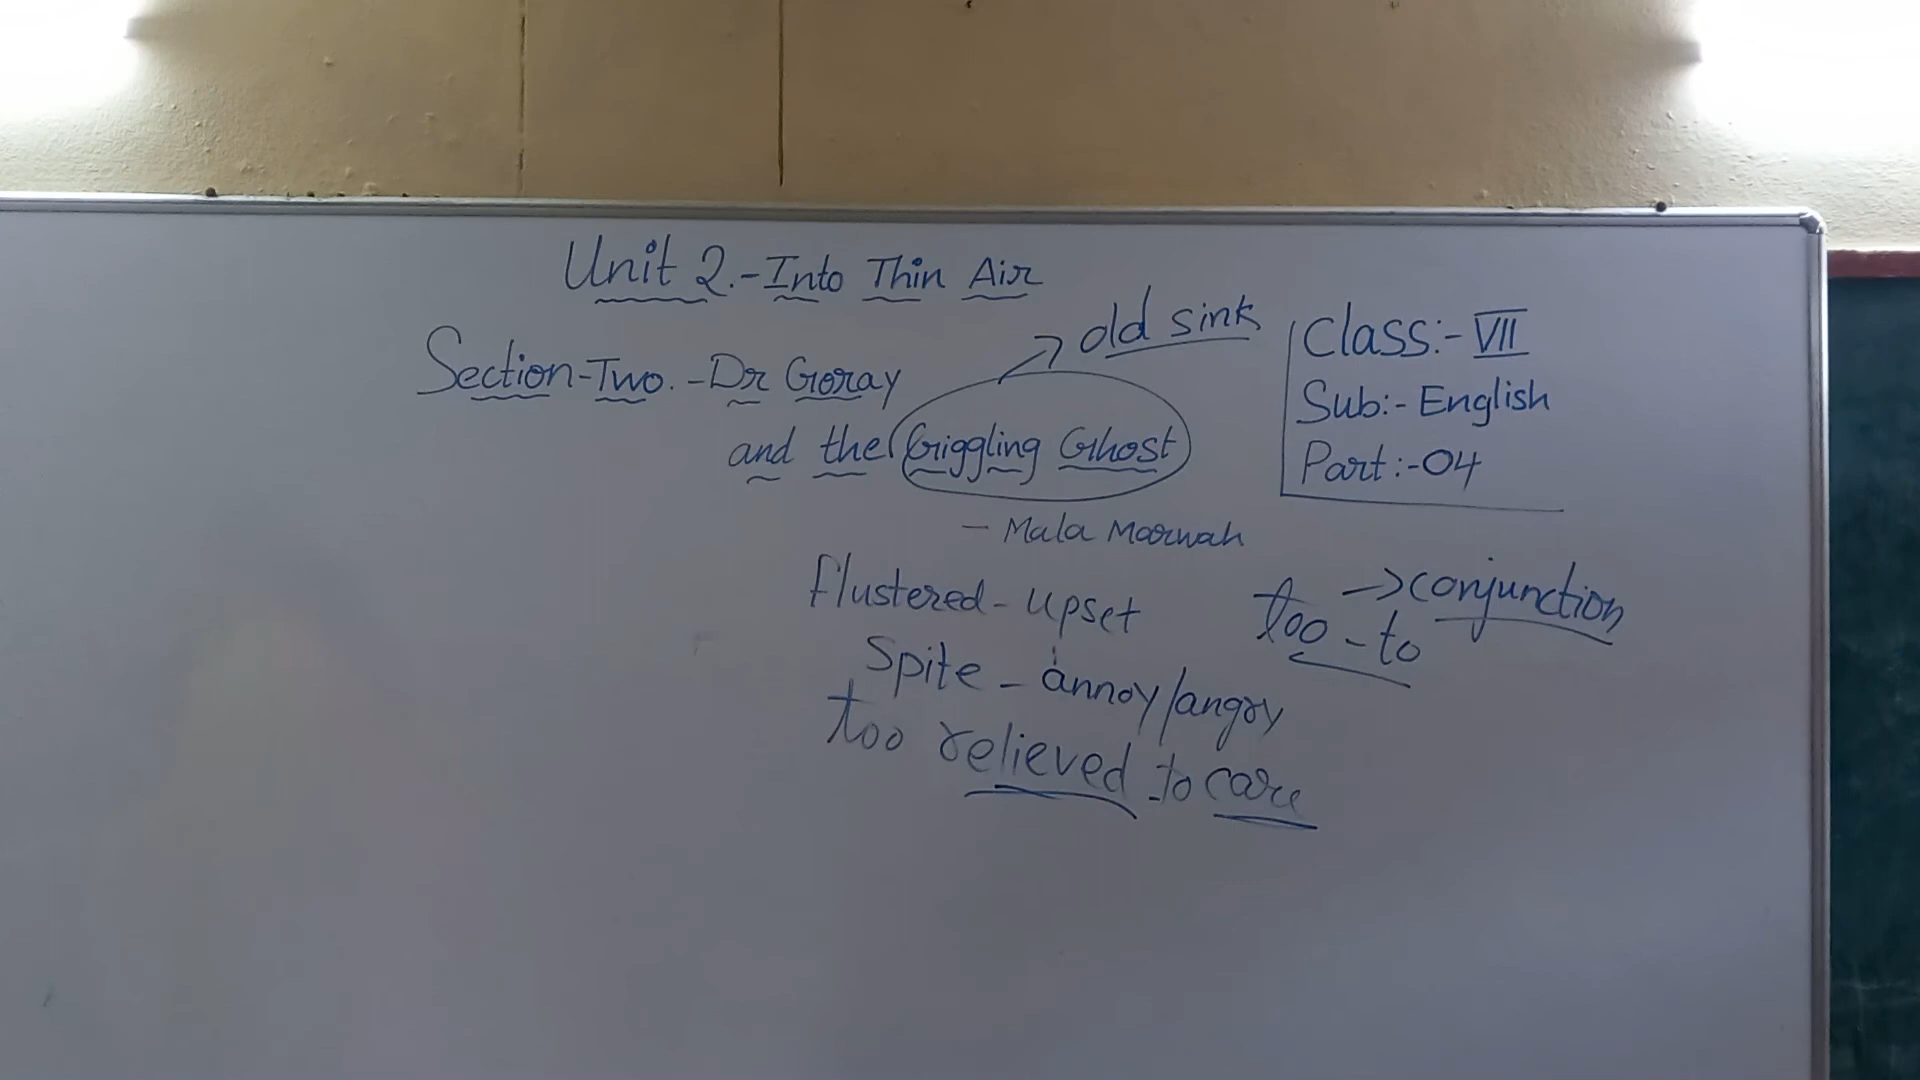 Unit 2.-Into Thin Air
Section-Two.-Dr Goray
and the Giggling Ghost
→ old sink
- Mala Marwah
Class:- VII
Sub:- English
Part:-04
flustered - upset
Spite - annoy/angry
too relieved to care
too - to → conjunction